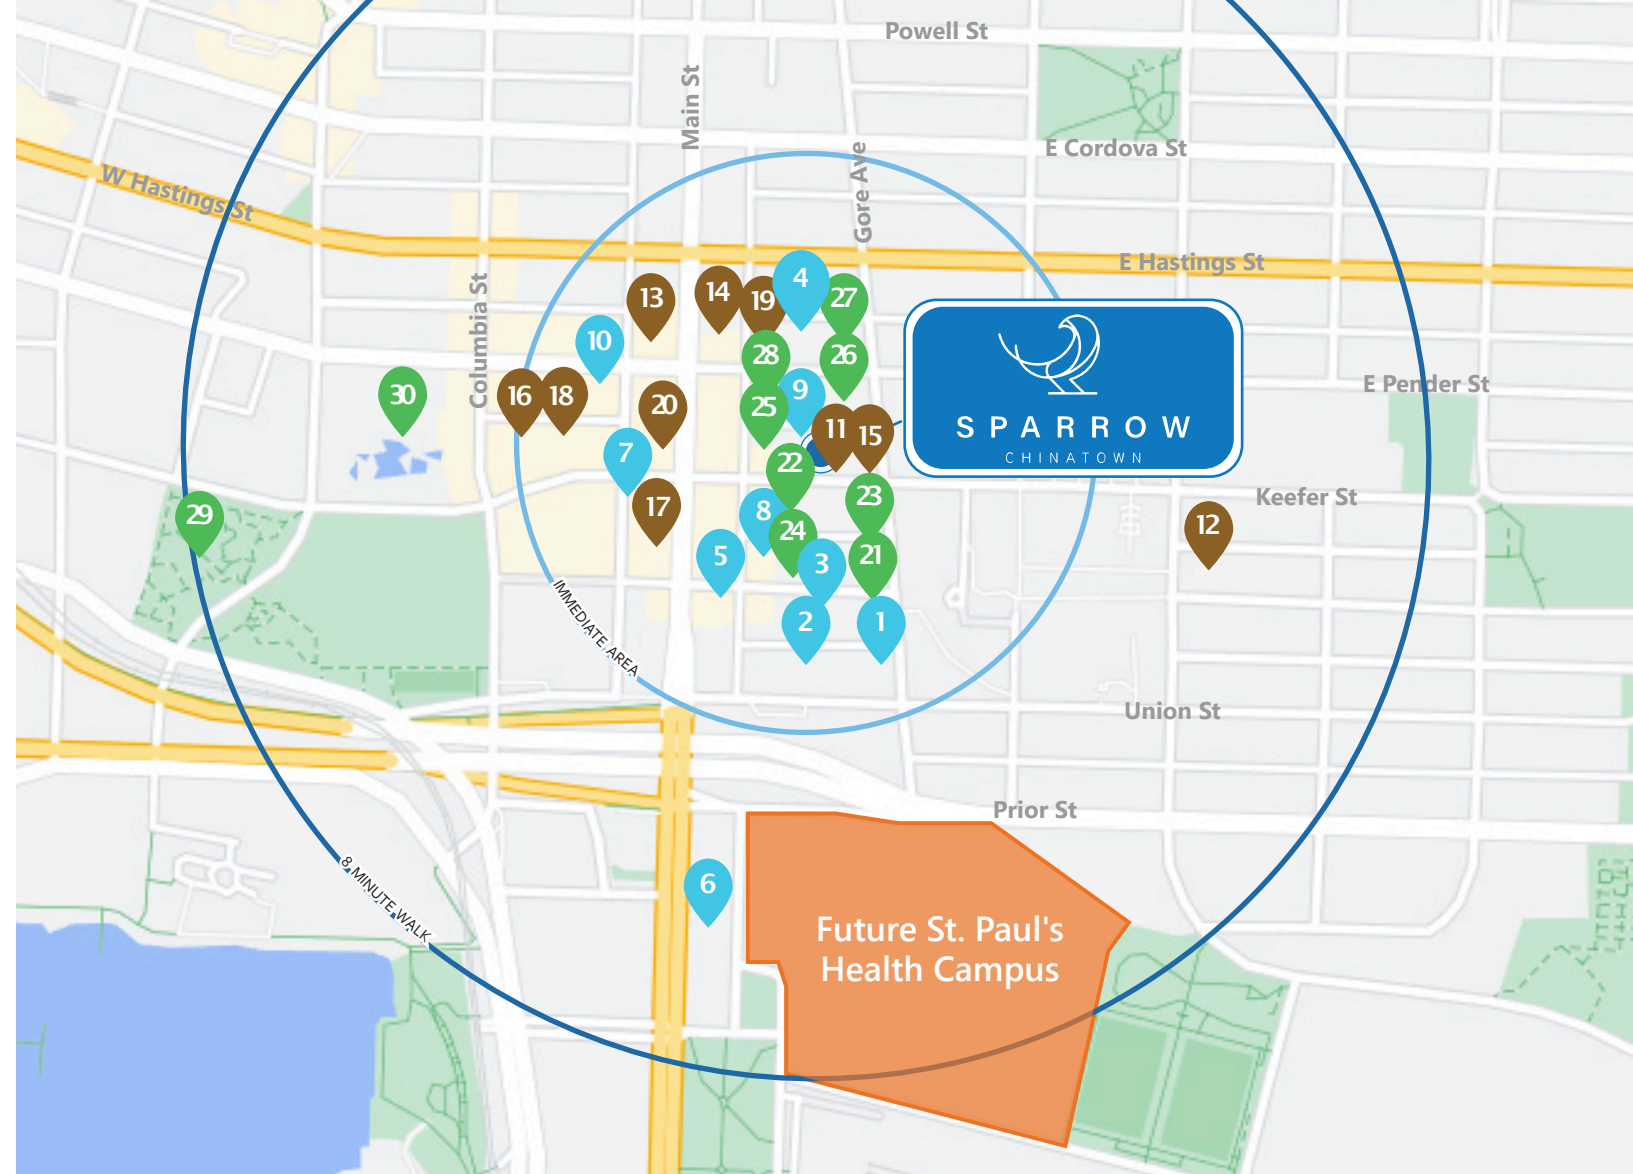 Powell St
Main St
E Cordova St
Gore Ave
W Hastings St
E Hastings St
Columbia St
4
13
14
19
27
10
28
26
SPARROW
CHINATOWN
E Pender St
30
16
18
20
25
9
11
15
7
22
23
Keefer St
29
17
8
24
12
5
3
21
IMMEDIATE AREA
2
1
Union St
Prior St
8 MINUTE WALK
6
Future St. Paul's
Health Campus